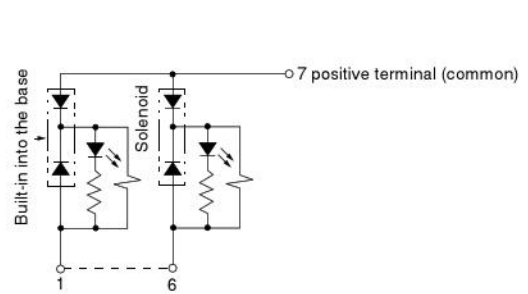 7 positive terminal (common)
Built-in into the base
Solenoid
1
6